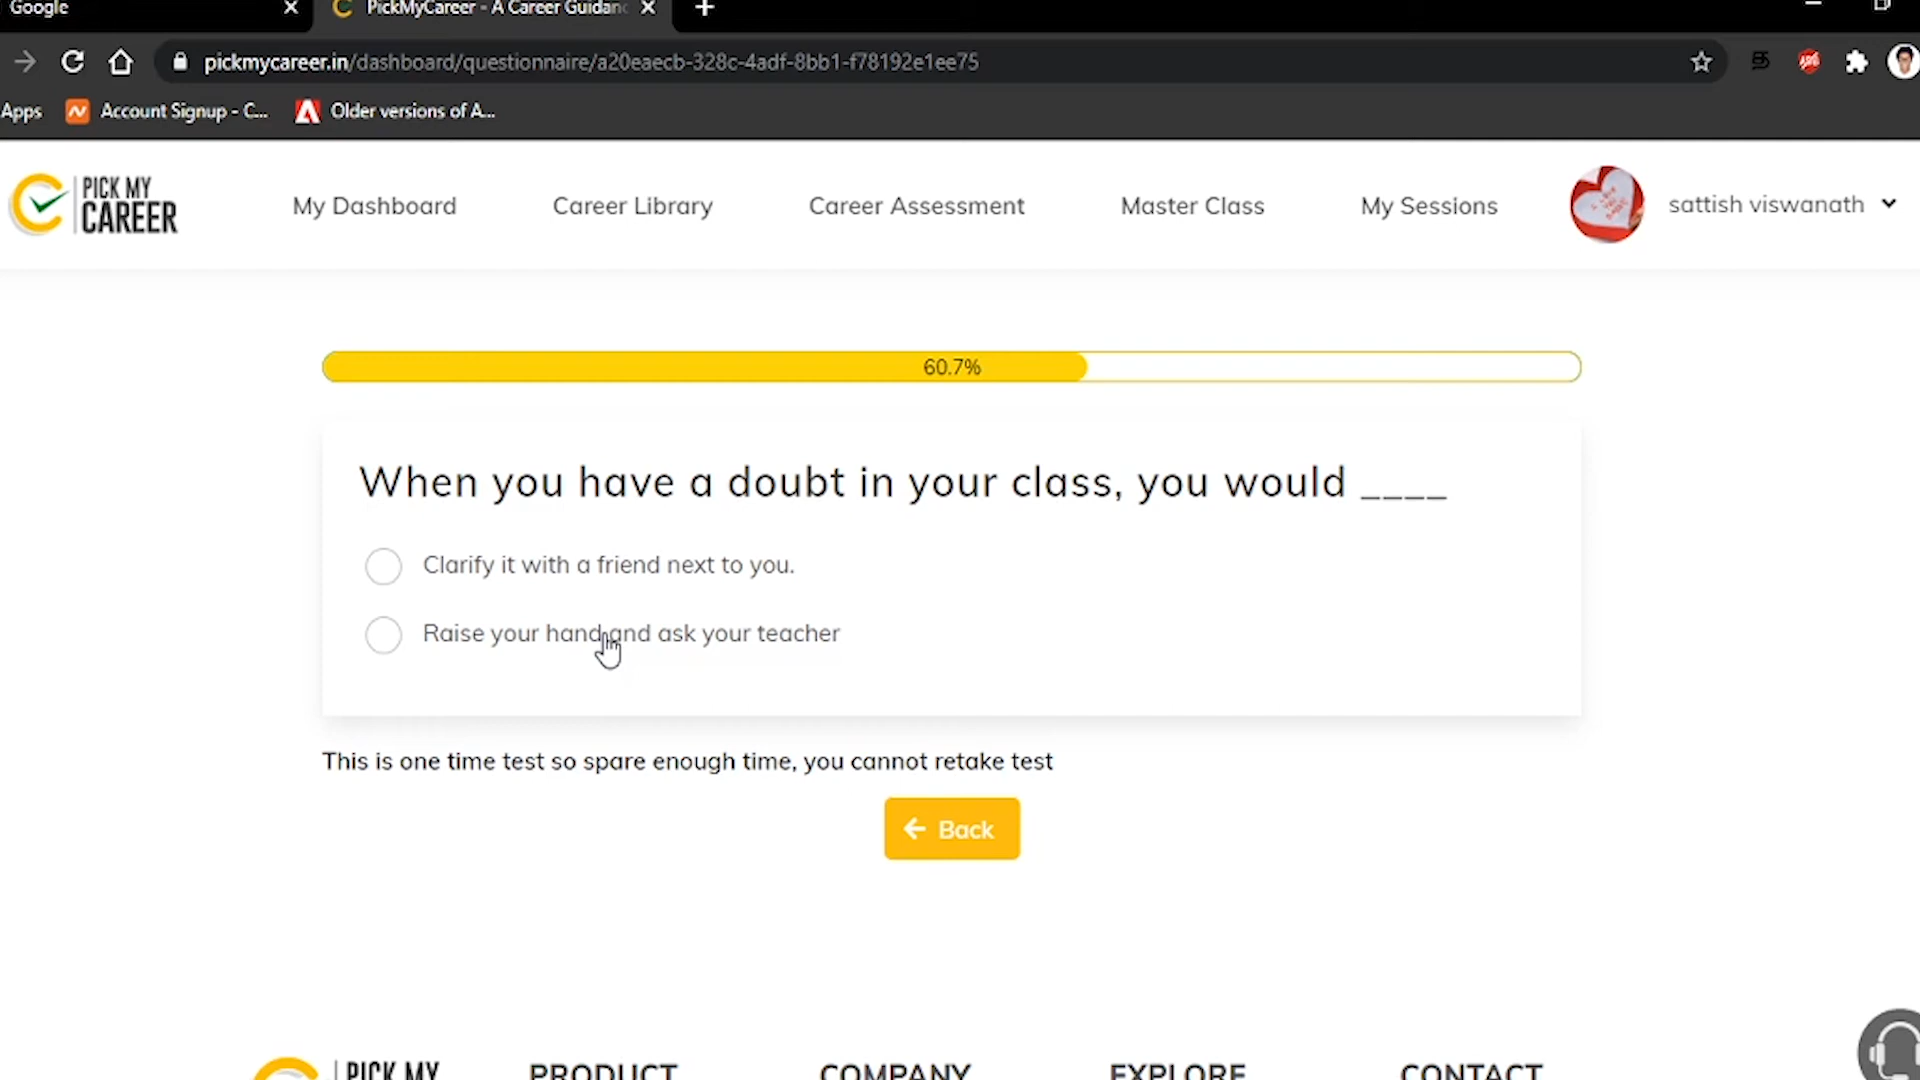 Google
PickMyCareer - A Career Guidan
pickmycareer.in/dashboard/questionnaire/a20eaecb-328c-4adf-8bb1-f78192e1ee75
Apps
Account Signup - C...
Older versions of A...
PICK MY
CAREER
My Dashboard
Career Library
Career Assessment
Master Class
My Sessions
sattish viswanath
60.7%
When you have a doubt in your class, you would ____
Clarify it with a friend next to you.
Raise your hand and ask your teacher
This is one time test so spare enough time, you cannot retake test
Back
PICK MY
PRODUCT
COMPANY
EXPLORE
CONTACT